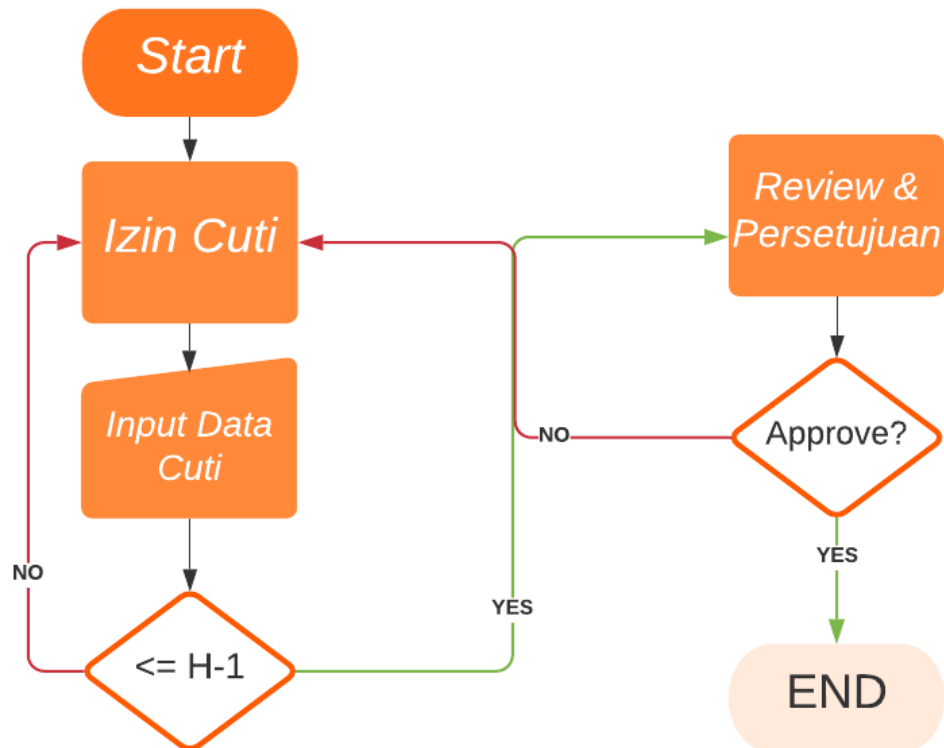 Start
Izin Cuti
Input Data
Cuti
NO
<= H-1
YES
Review &
Persetujuan
Approve?
NO
YES
END